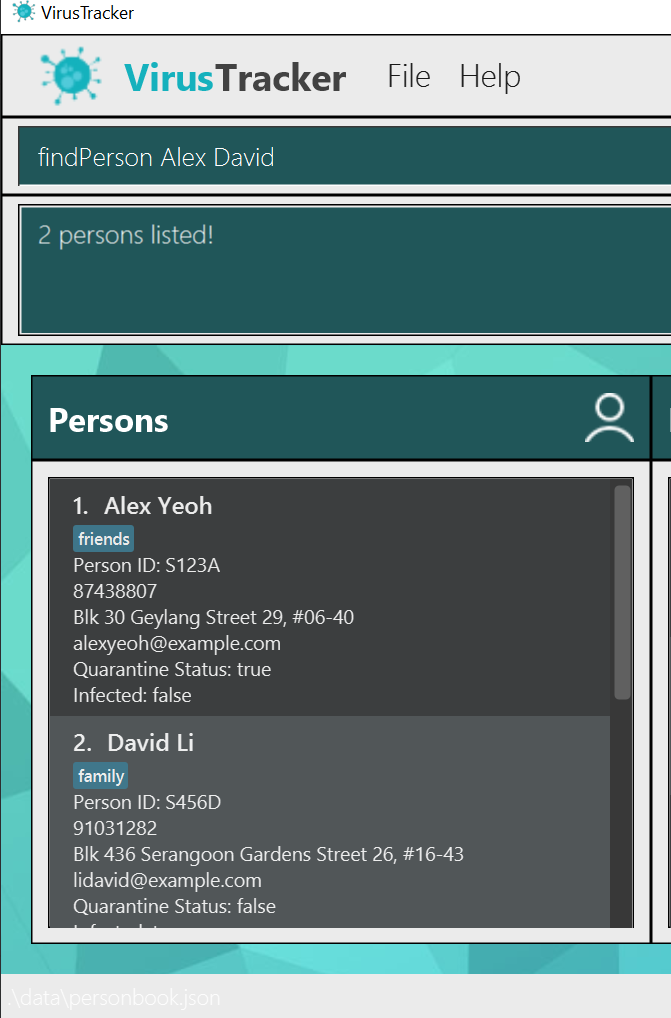 VirusTracker
VirusTracker File Help
findPerson Alex David
2 persons listed!
Persons
1. Alex Yeoh
friends
Person ID: S123A
87438807
Blk 30 Geylang Street 29, #06-40
alexyeoh@example.com
Quarantine Status: true
Infected: false
2. David Li
family
Person ID: S456D
91031282
Blk 436 Serangoon Gardens Street 26, #16-43
lidavid@example.com
Quarantine Status: false
.\data\personbook.json